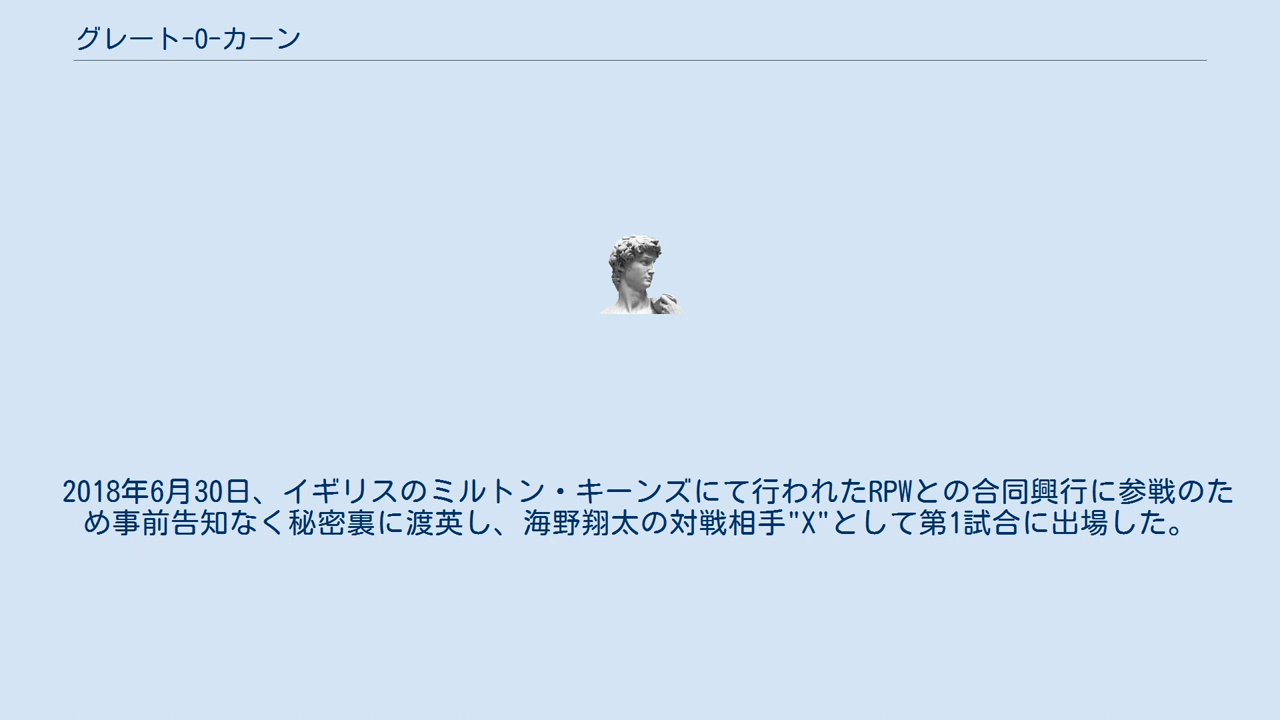 グレート-O-カーン
2018年6月30日、イギリスのミルトン・キーンズにて行われたRPWとの合同興行に参戦のた
め事前告知なく秘密裏に渡英し、海野翔太の対戦相手"X"として第1試合に出場した。